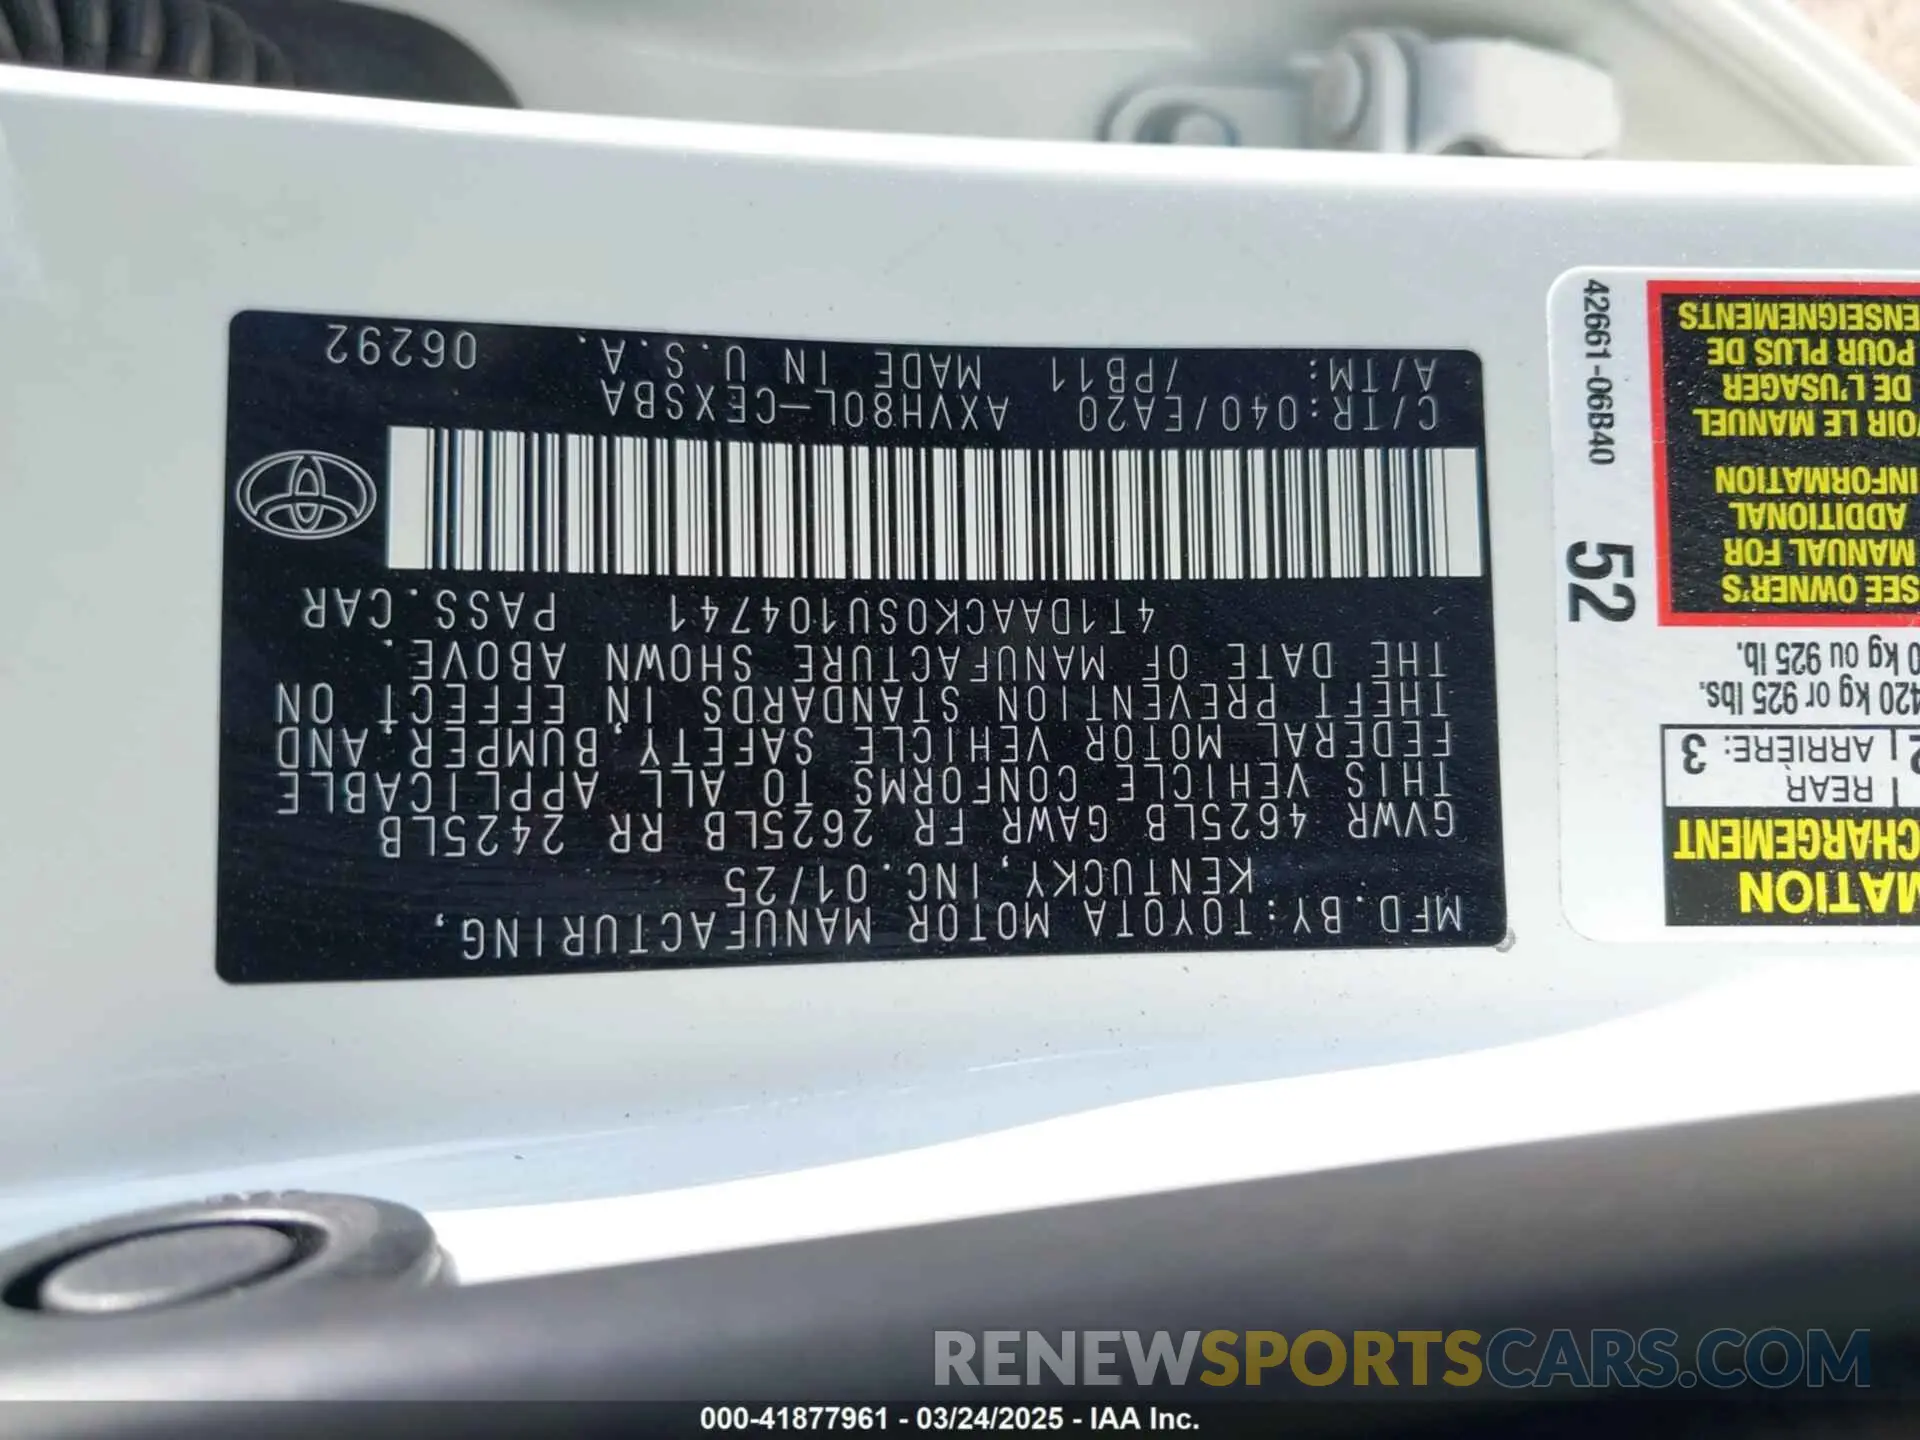 MFD.BY:TOYOTA MOTOR MANUFACTURING,
KENTUCKY,INC.01/25
GVWR 4625LB GAWR FR 2625LB RR 2425LB
THIS VEHICLE CONFORMS TO ALL APPLICABLE
FEDERAL MOTOR VEHICLE SAFETY,BUMPER,AND
THEFT PREVENTION STANDARDS IN EFFECT ON
THE DATE OF MANUFACTURE SHOWN ABOVE.
4T1DAACK0SU104741 PASS.CAR
C/TR:040/EA20 AXVH80L-CEXSBA
A/TM: /PB11 MADE IN U.S.A. 06292
MATION
CHARGEMENT
REAR
ARRIÈRE: 3
420 kg or 925 lbs.
0 kg ou 925 lb.
SEE OWNER'S
MANUAL FOR
ADDITIONAL
INFORMATION
VOIR LE MANUEL
DE L'USAGER
POUR PLUS DE
ENSEIGNEMENTS
42661-06B40 52
RENEWSPORTSCARS.COM
000-41877961 - 03/24/2025 - IAA Inc.